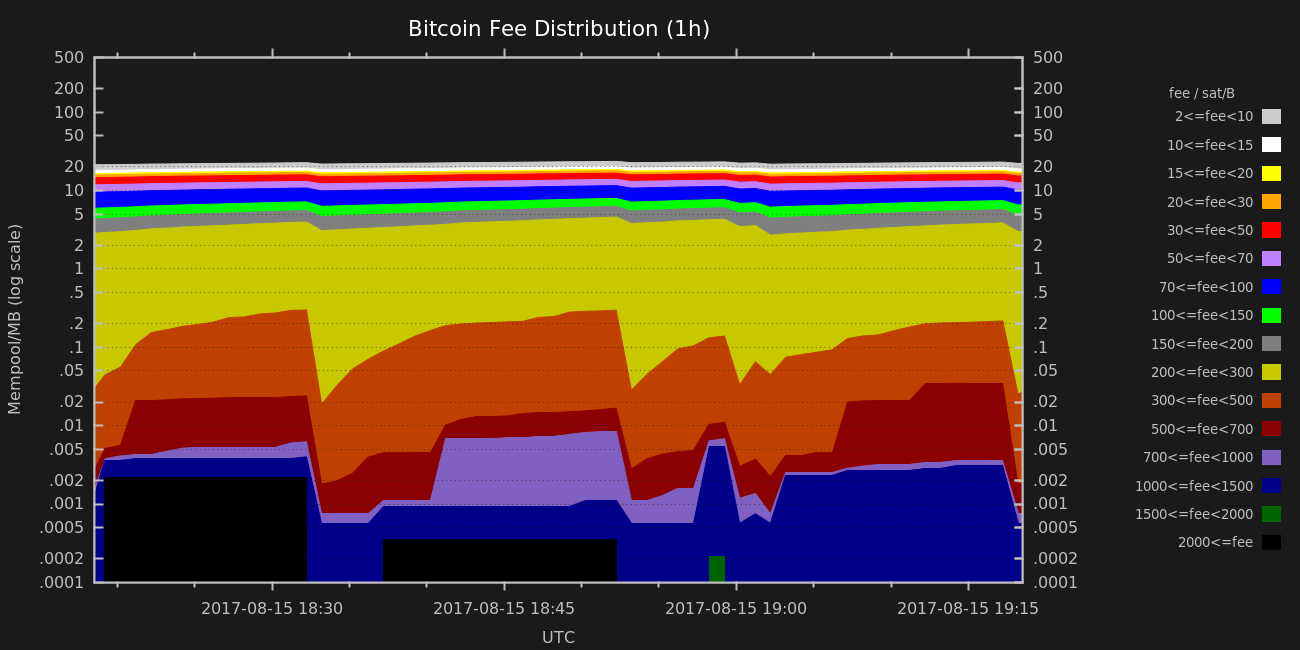 Bitcoin Fee Distribution (1h)
500
200
100
50
20
10
5
2
1
.5
.2
.1
.05
.02
.01
.005
.002
.001
.0005
.0002
.0001
Mempool/MB (log scale)
500
200
100
50
20
10
5
2
1
.5
.2
.1
.05
.02
.01
.005
.002
.001
.0005
.0002
.0001
2017-08-15 18:30
2017-08-15 18:45
2017-08-15 19:00
2017-08-15 19:15
UTC
fee / sat/B
2<=fee<10
10<=fee<15
15<=fee<20
20<=fee<30
30<=fee<50
50<=fee<70
70<=fee<100
100<=fee<150
150<=fee<200
200<=fee<300
300<=fee<500
500<=fee<700
700<=fee<1000
1000<=fee<1500
1500<=fee<2000
2000<=fee